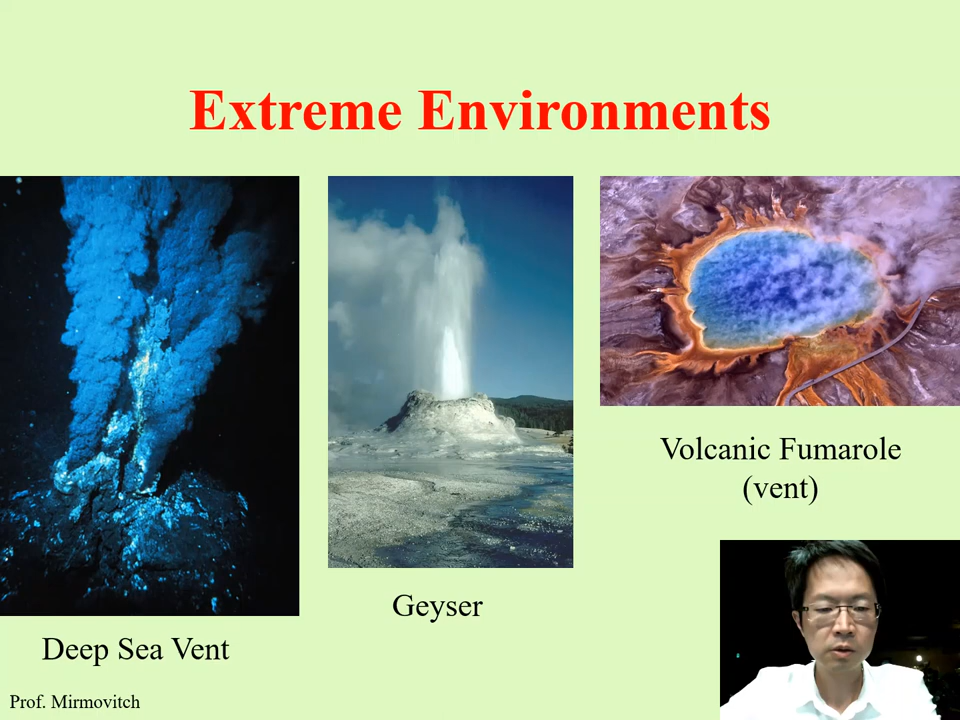 Extreme Environments
Volcanic Fumarole
(vent)
Geyser
Deep Sea Vent
Prof. Mirmovitch